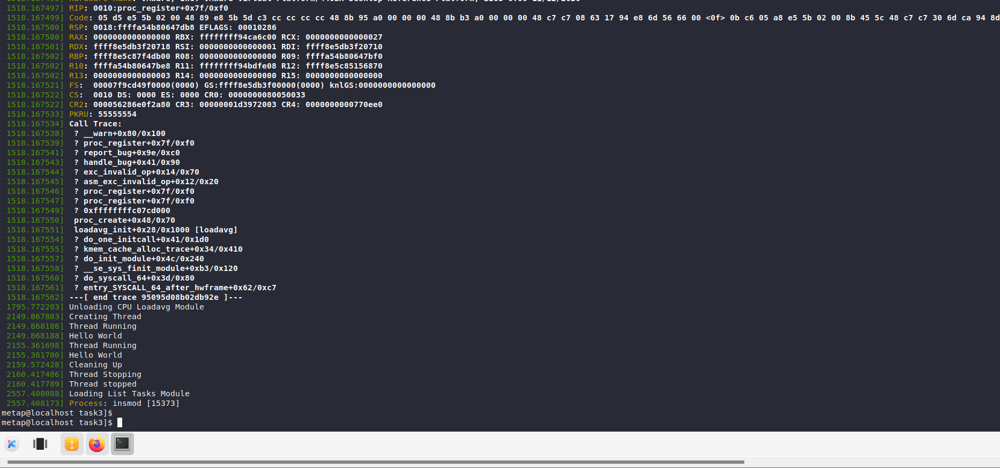 1518.167497] RIP: 0010:proc_register+0x7f/0xf0
1518.167499] Code: 05 d5 e5 5b 02 00 48 89 e8 5b 5d c3 cc cc cc cc 48 8b 95 a0 00 00 00 48 8b b3 a0 00 00 00 48 c7 c7 08 63 17 94 e8 6d 56 66 00 <0f> 0b c6 05 a8 e5 5b 02 00 8b 45 5c 48 c7 c7 30 6d ca 94 8d
1518.167500] RSP: 0018:ffffa54b80647db8 EFLAGS: 00010286
1518.167500] RAX: 0000000000000000 RBX: ffffffff94ca6c00 RCX: 0000000000000027
1518.167501] RDX: ffff8e5db3f20718 RSI: 0000000000000001 RDI: ffff8e5db3f20710
1518.167502] RBP: ffff8e5c87f4db00 R08: 0000000000000000 R09: ffffa54b80647bf0
1518.167502] R10: ffffa54b80647be8 R11: ffffffff94bdfe08 R12: ffff8e5c85156870
1518.167502] R13: 0000000000000003 R14: 0000000000000000 R15: 0000000000000000
1518.167521] FS:  00007f9cd49f0000(0000) GS:ffff8e5db3f00000(0000) knlGS:0000000000000000
1518.167522] CS:  0010 DS: 0000 ES: 0000 CR0: 0000000080050033
1518.167522] CR2: 000056286e0f2a80 CR3: 00000001d3972003 CR4: 0000000000770ee0
1518.167533] PKRU: 55555554
1518.167534] Call Trace:
1518.167538]  ? __warn+0x80/0x100
1518.167539]  ? proc_register+0x7f/0xf0
1518.167541]  ? report_bug+0x9e/0xc0
1518.167543]  ? handle_bug+0x41/0x90
1518.167544]  ? exc_invalid_op+0x14/0x70
1518.167545]  ? asm_exc_invalid_op+0x12/0x20
1518.167546]  ? proc_register+0x7f/0xf0
1518.167547]  ? proc_register+0x7f/0xf0
1518.167549]  ? 0xffffffffc07cd000
1518.167550]  proc_create+0x48/0x70
1518.167551]  loadavg_init+0x28/0x1000 [loadavg]
1518.167554]  ? do_one_initcall+0x41/0x1d0
1518.167555]  ? kmem_cache_alloc_trace+0x34/0x410
1518.167557]  ? do_init_module+0x4c/0x240
1518.167558]  ? __se_sys_finit_module+0xb3/0x120
1518.167560]  ? do_syscall_64+0x3d/0x80
1518.167561]  ? entry_SYSCALL_64_after_hwframe+0x62/0xc7
1518.167562] ---[ end trace 95095d08b02db92e ]---
1795.772203] Unloading CPU Loadavg Module
2149.867803] Creating Thread
2149.868186] Thread Running
2149.868188] Hello World
2155.361698] Thread Running
2155.361700] Hello World
2159.572428] Cleaning Up
2160.417486] Thread Stopping
2160.417789] Thread stopped
2557.408088] Loading List Tasks Module
2557.408173] Process: insmod [15373]
[metap@localhost task3]$
[metap@localhost task3]$